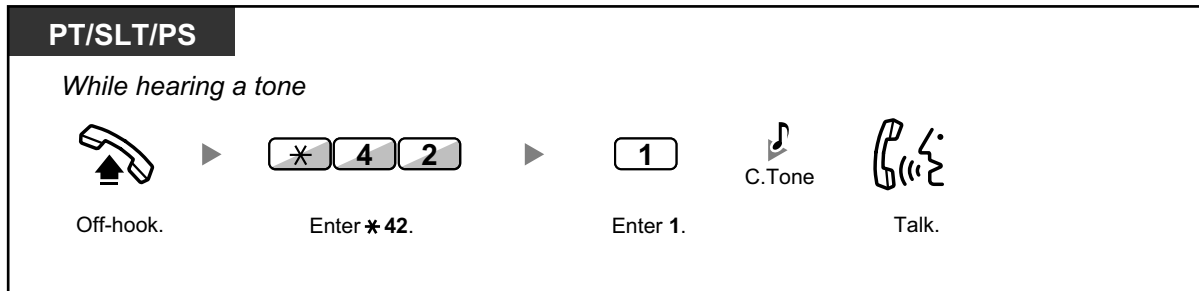 PT/SLT/PS
While hearing a tone
* 4 2 1
C.Tone
Off-hook. Enter * 42. Enter 1. Talk.